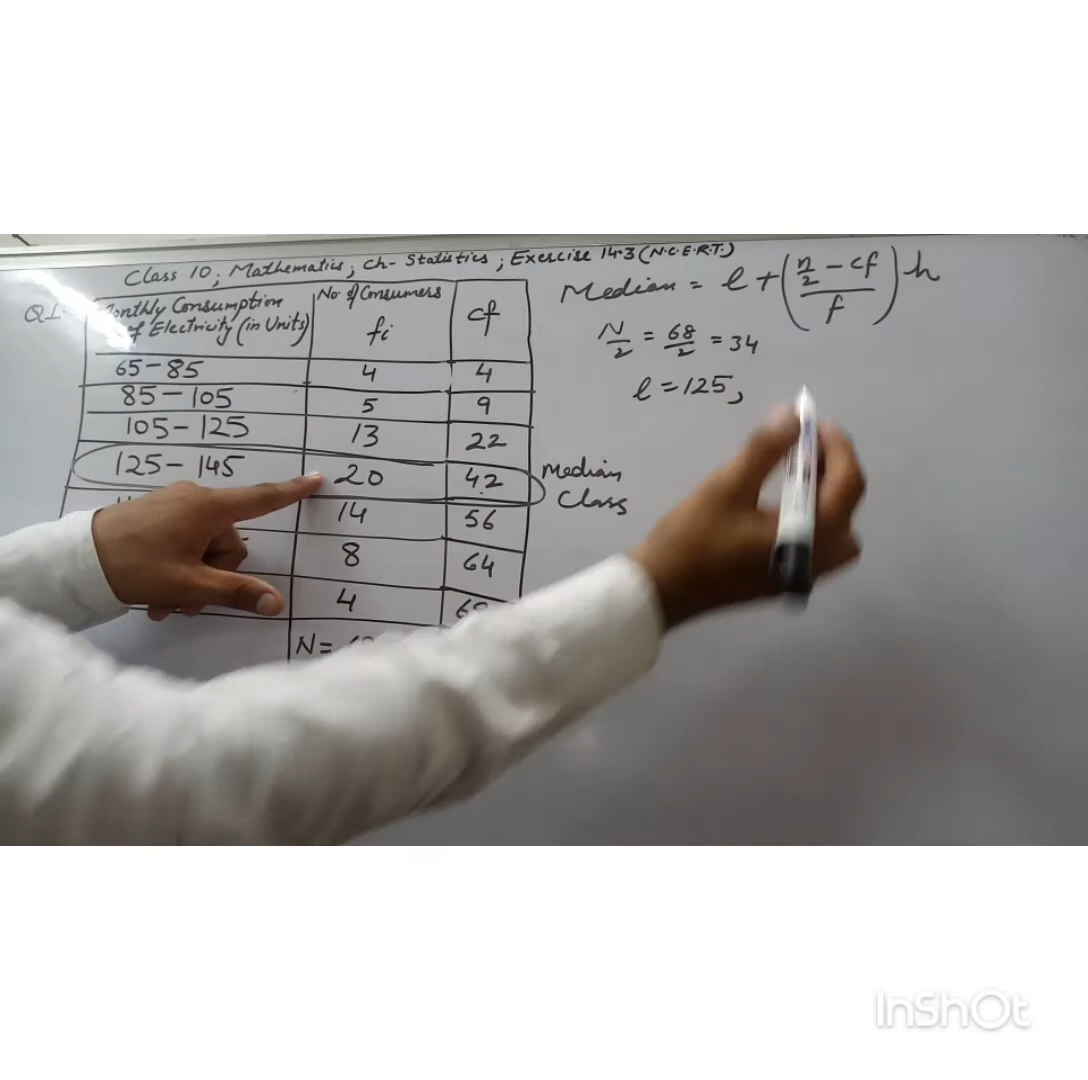 Class 10; Mathematics; Ch- Statistics; Exercise 14.3 (N.C.E.R.T.)
Q1. Monthly Consumption of Electricity (in Units) No. of Consumers fi cf
65-85 4 4
85-105 5 9
105-125 13 22
125-145 20 42 Median Class
14 56
8 64
4
N=
Median = l + (n/2 - cf / f) h
N/2 = 68/2 = 34
l = 125,
InShOt